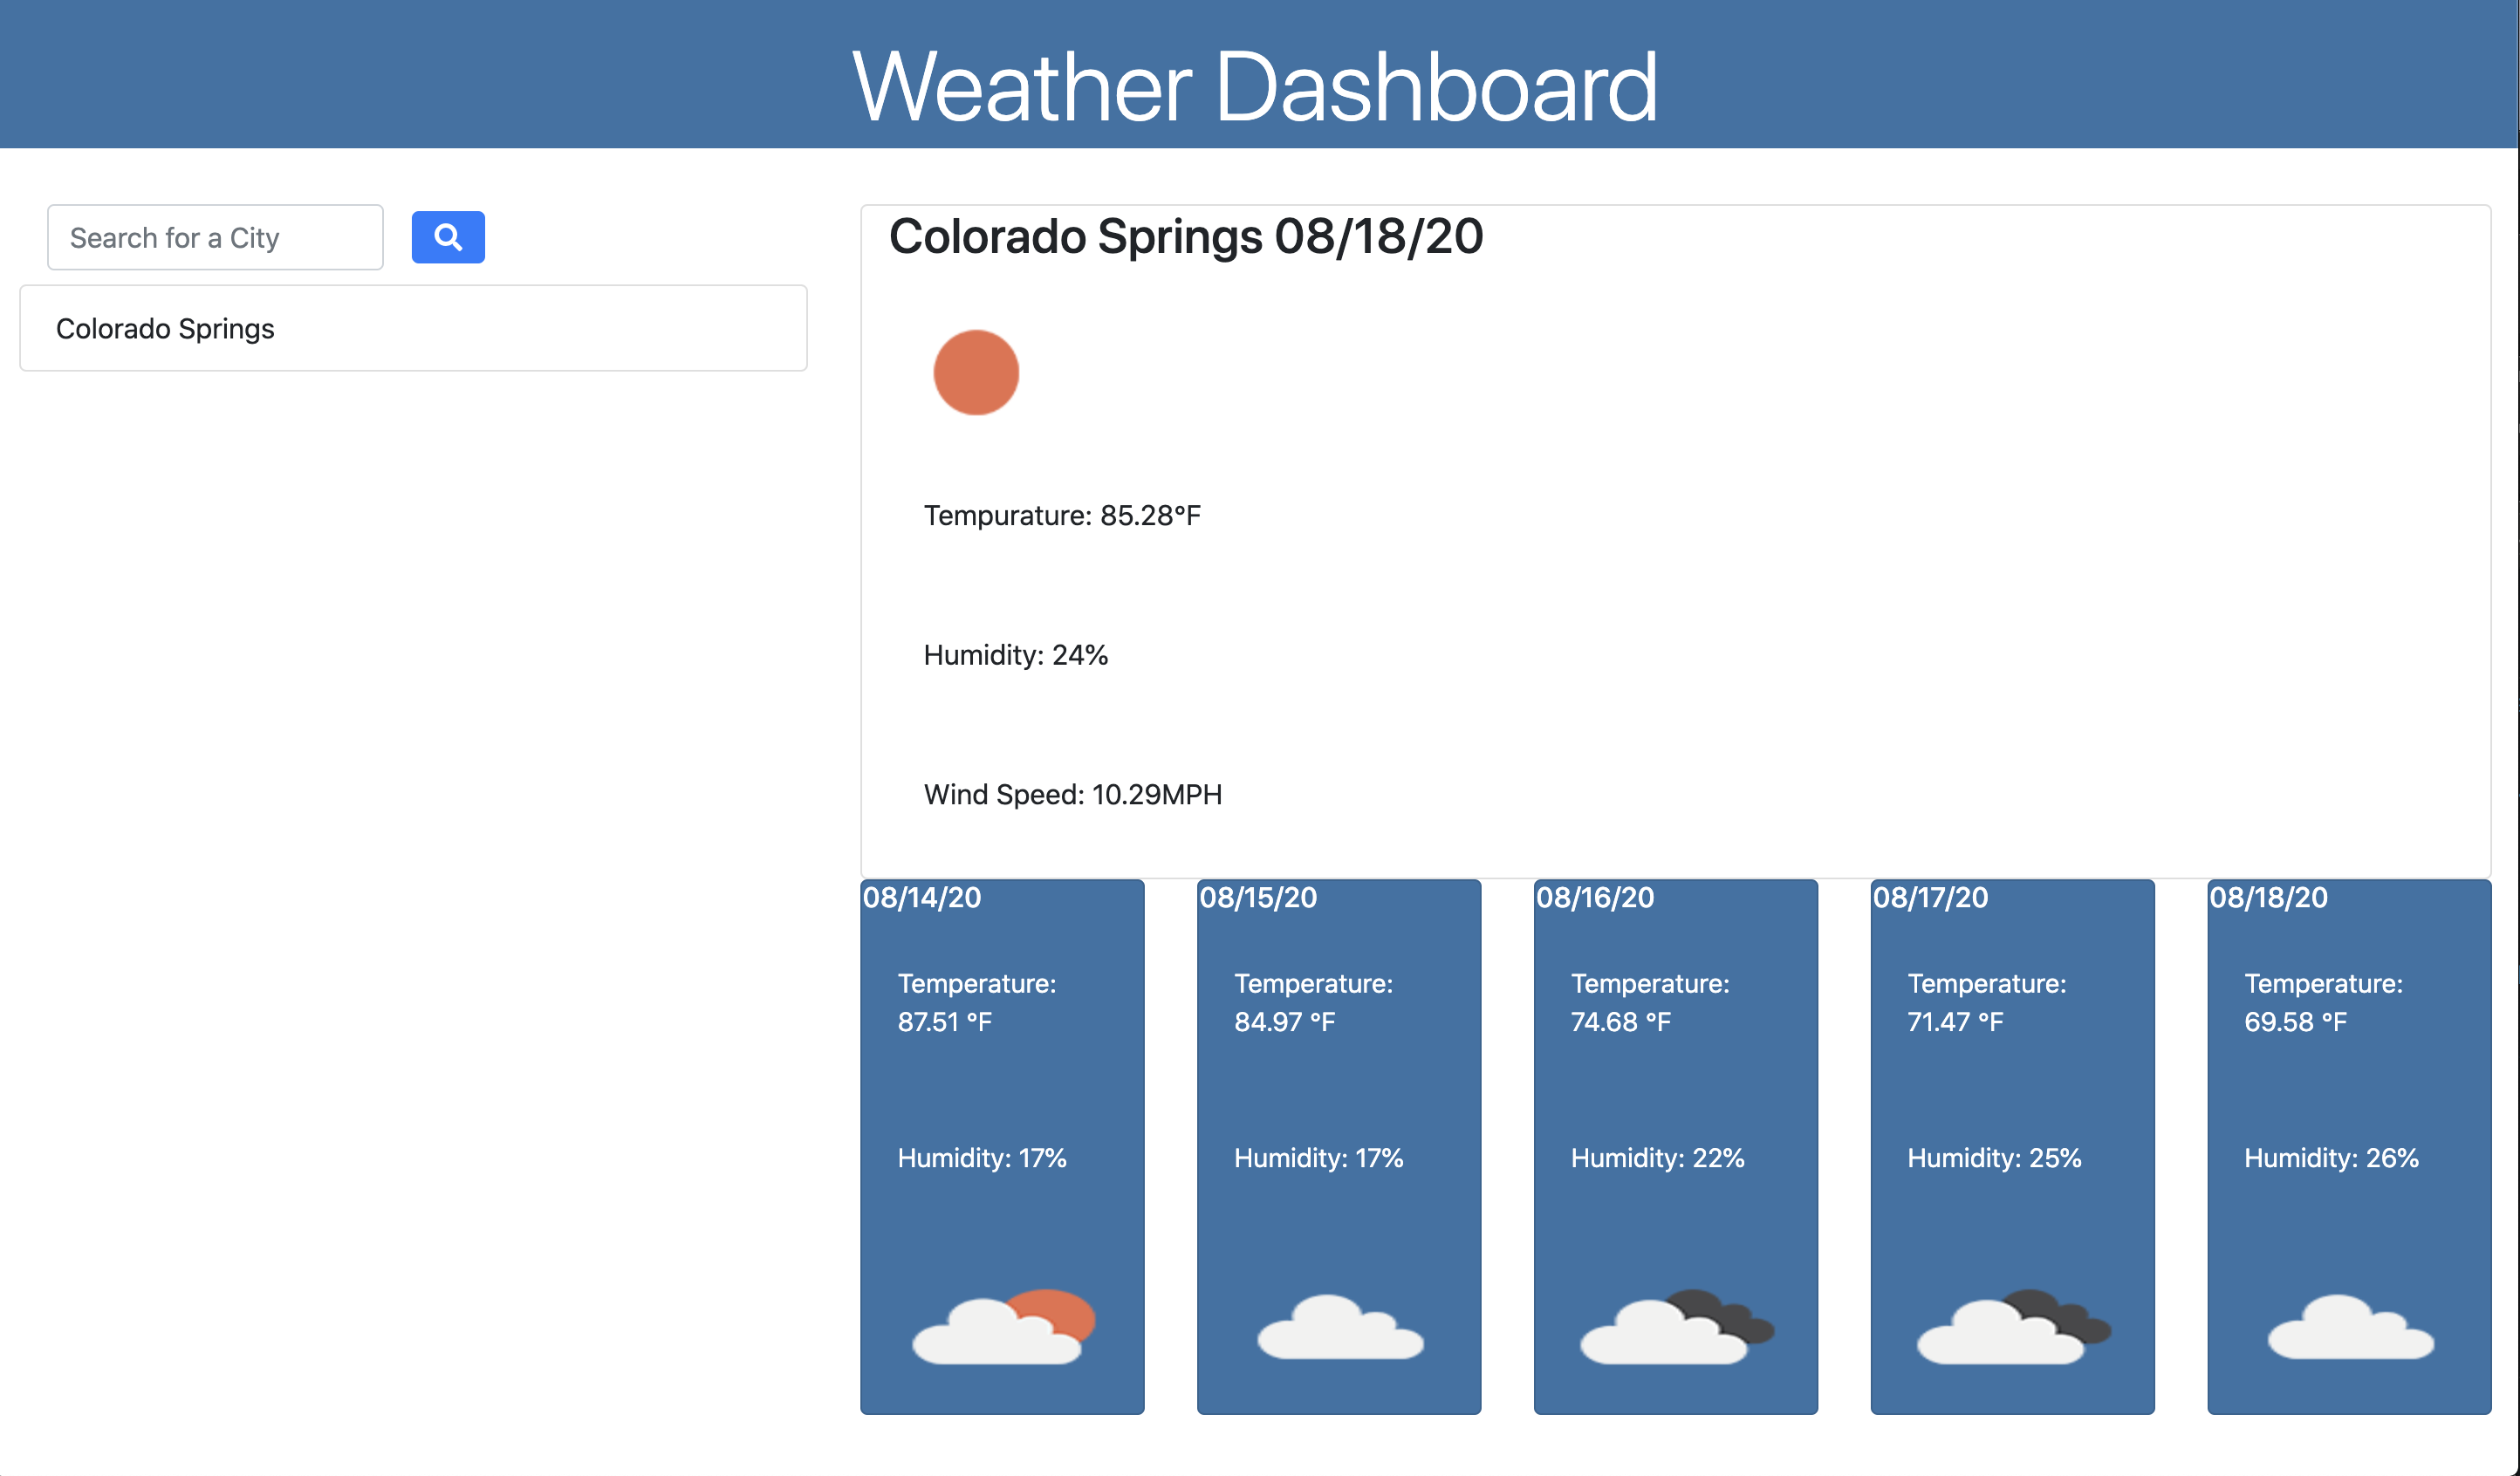 Weather Dashboard
Search for a City
Colorado Springs
Colorado Springs 08/18/20
Tempurature: 85.28°F
Humidity: 24%
Wind Speed: 10.29MPH
08/14/20
Temperature:
87.51 °F
Humidity: 17%
08/15/20
Temperature:
84.97 °F
Humidity: 17%
08/16/20
Temperature:
74.68 °F
Humidity: 22%
08/17/20
Temperature:
71.47 °F
Humidity: 25%
08/18/20
Temperature:
69.58 °F
Humidity: 26%